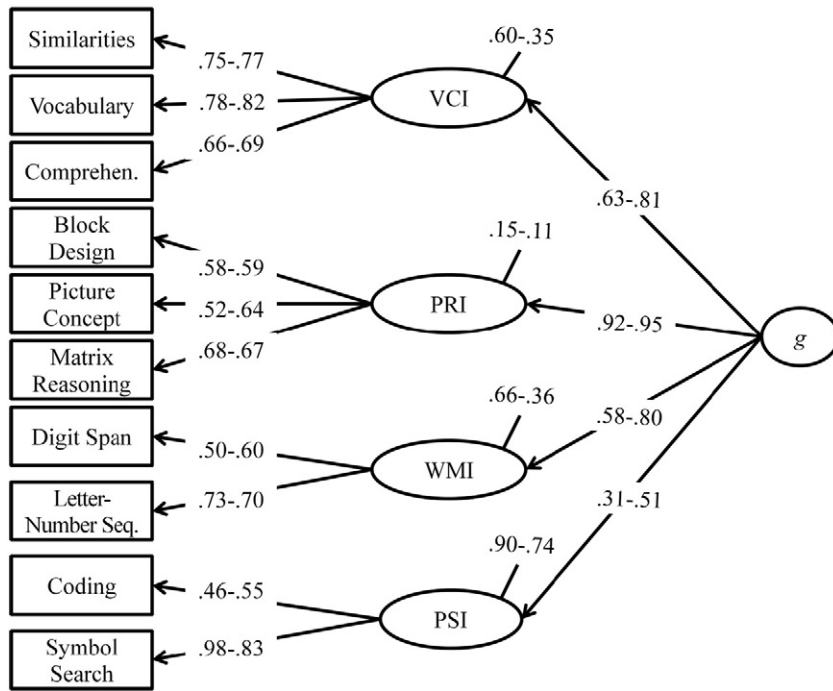 Similarities
.75-.77
Vocabulary
.78-.82
Comprehen.
.66-.69
VCI
.60-.35
.63-.81
Block
Design
.58-.59
Picture
Concept
.52-.64
Matrix
Reasoning
.68-.67
PRI
.15-.11
.92-.95
g
Digit Span
.50-.60
Letter-
Number Seq.
.73-.70
WMI
.66-.36
.58-.80
Coding
.46-.55
Symbol
Search
.98-.83
PSI
.90-.74
.31-.51